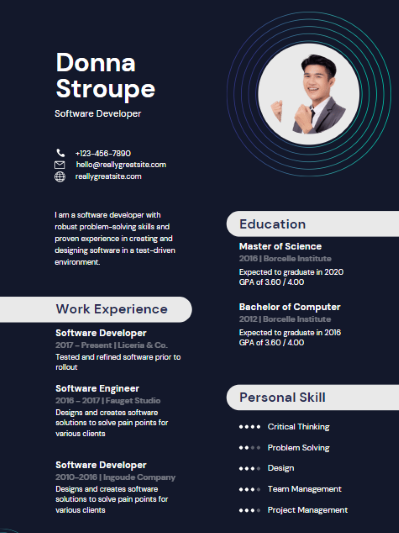 Donna
Stroupe
Software Developer
+123-456-7890
hello@reallygreatsite.com
reallygreatsite.com
I am a software developer with
robust problem-solving skills and
proven experience in creating and
designing software in a test-driven
environment.
Work Experience
Software Developer
2017 – Present | Liceria & Co.
Tested and refined software prior to
rollout
Software Engineer
2016 – 2017 | Fauget Studio
Designs and creates software
solutions to solve pain points for
various clients
Software Developer
2010–2016 | Ingoude Company
Designs and creates software
solutions to solve pain points for
various clients
Education
Master of Science
2016 | Borcelle Institute
Expected to graduate in 2020
GPA of 3.60 / 4.00
Bachelor of Computer
2012 | Borcelle Institute
Expected to graduate in 2016
GPA of 3.60 / 4.00
Personal Skill
Critical Thinking
Problem Solving
Design
Team Management
Project Management